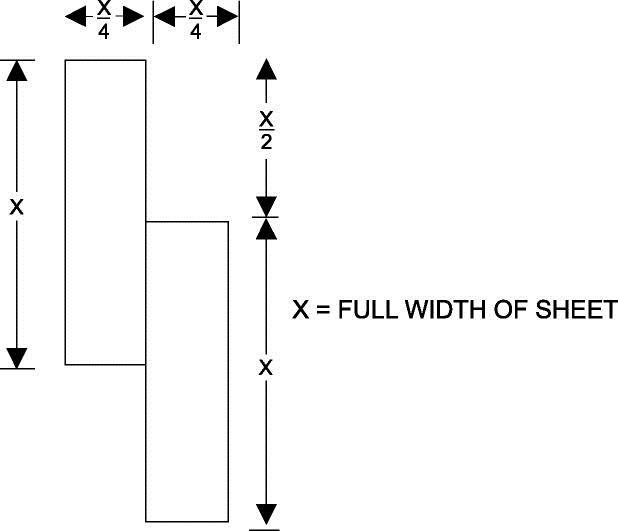 X/4 X/4
X/2
X
X = FULL WIDTH OF SHEET
X